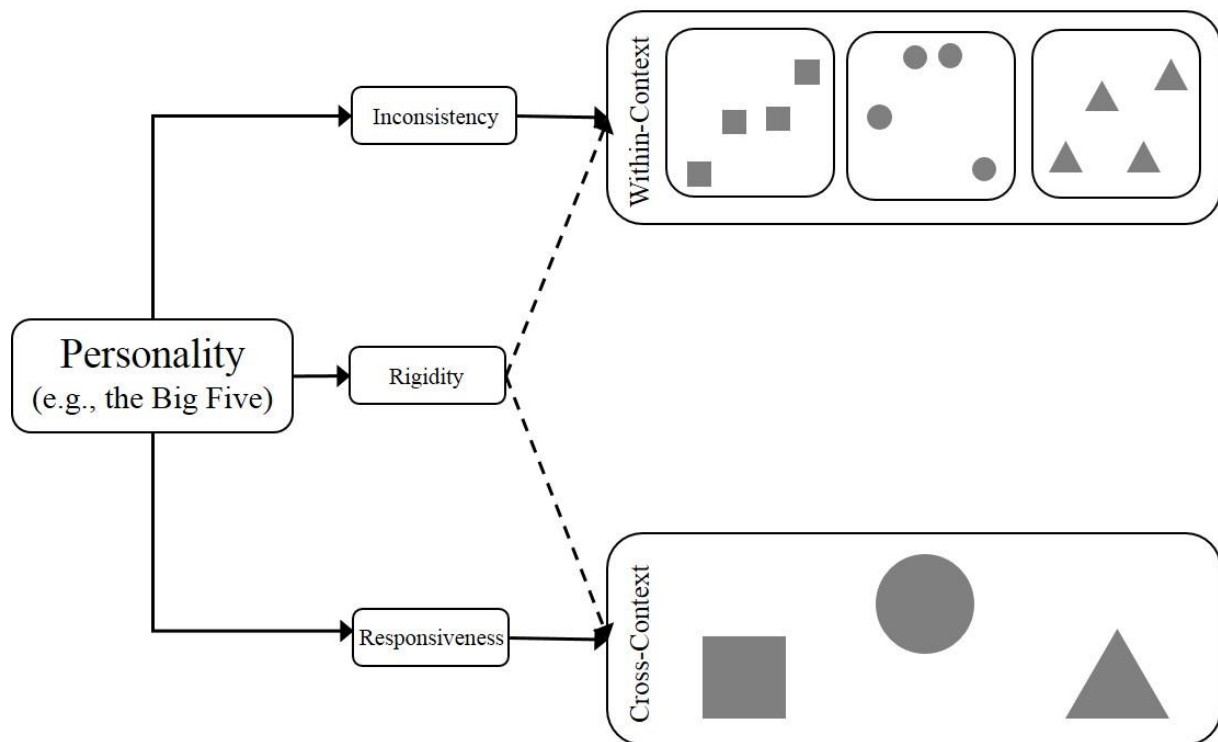 Inconsistency
Within-Context
Personality
(e.g., the Big Five)
Rigidity
Responsiveness
Cross-Context